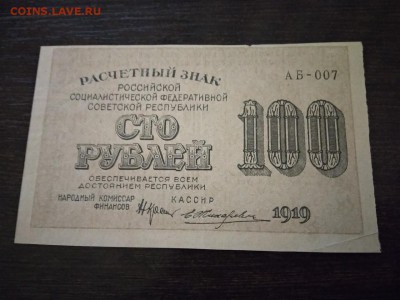 COINS.LAVE.RU
РАСЧЕТНЫЙ ЗНАК
РОССИЙСКОЙ
СОЦИАЛИСТИЧЕСКОЙ ФЕДЕРАТИВНОЙ
СОВЕТСКОЙ РЕСПУБЛИКИ
АБ-007
СТО
РУБЛЕЙ
100
ОБЕСПЕЧИВАЕТСЯ ВСЕМ
ДОСТОЯНИЕМ РЕСПУБЛИКИ
НАРОДНЫЙ КОМИССАР
ФИНАНСОВ
КАССИР
1919